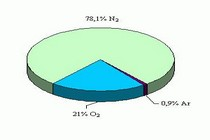 78,1% N₂
0,9% Ar
21% O₂